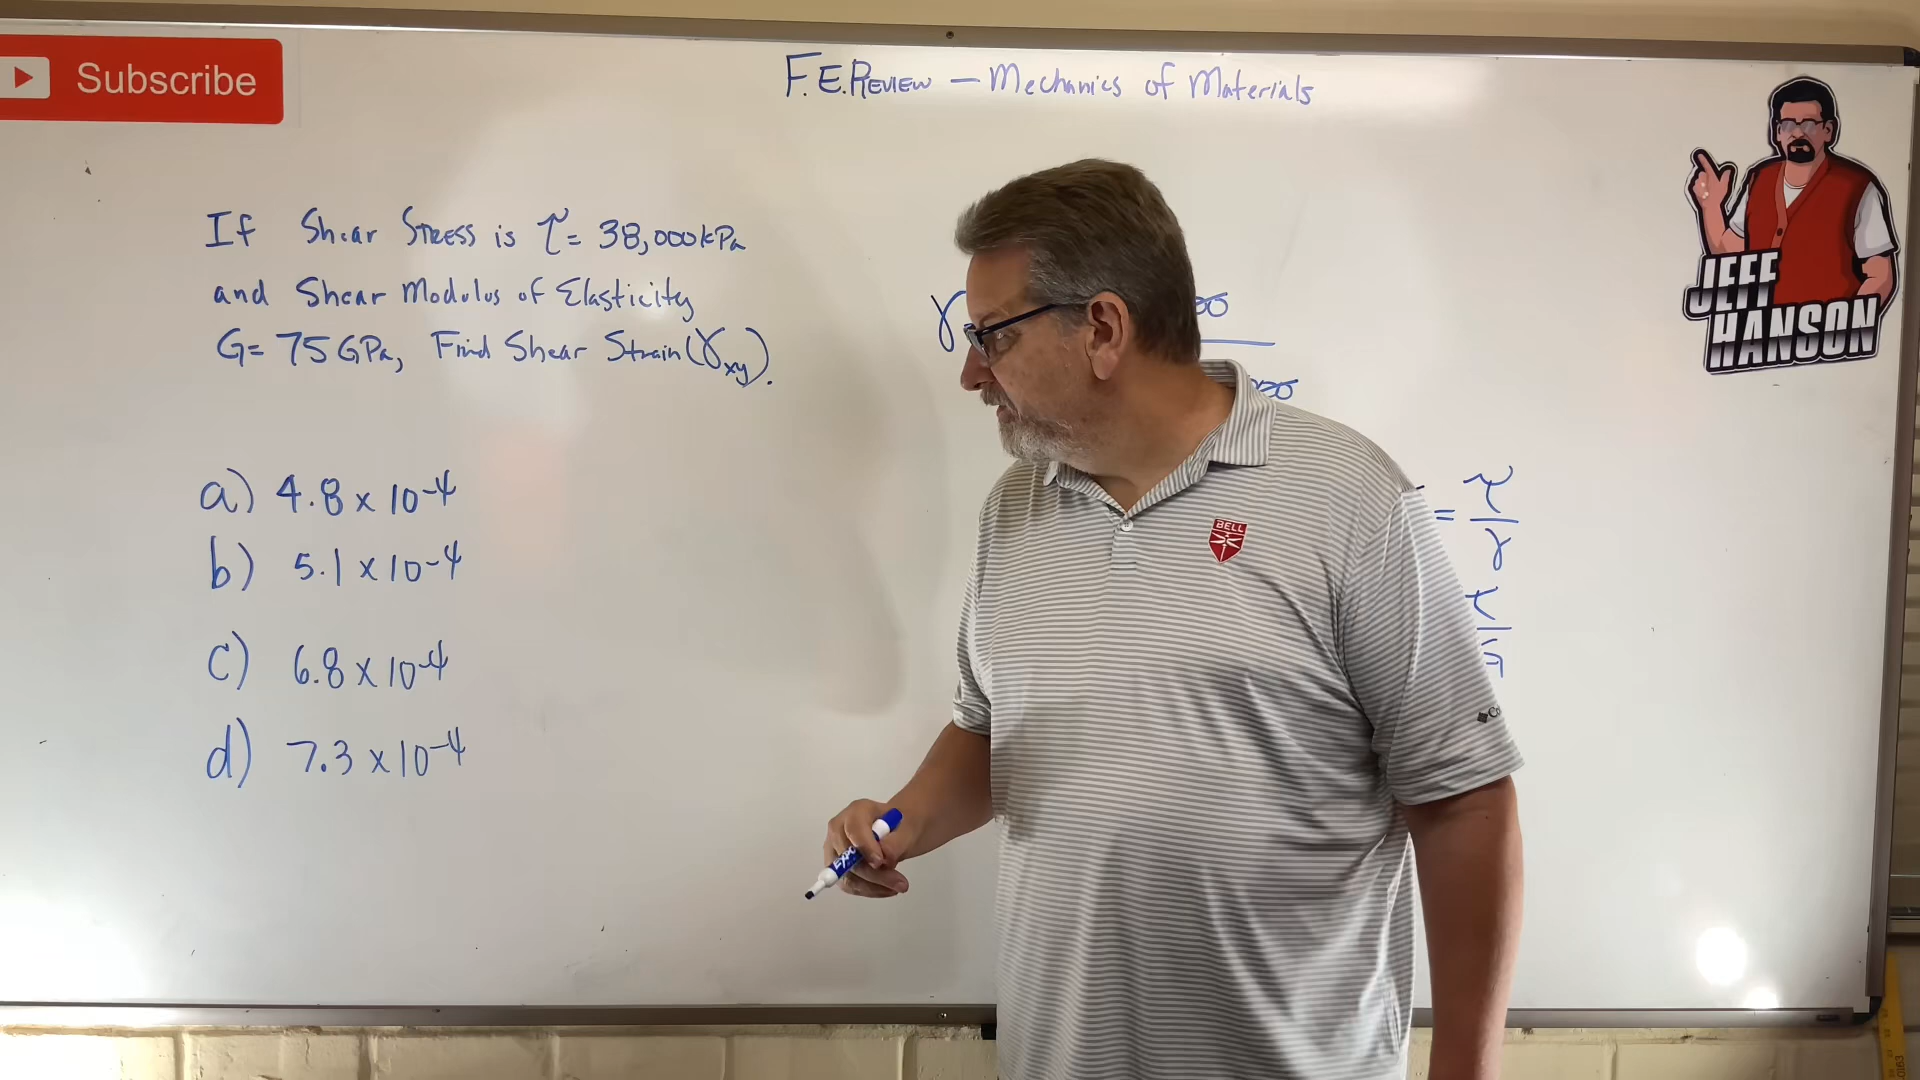 Subscribe
F.E. REVIEW — Mechanics of Materials
If Shear Stress is τ = 38,000 kPa
and Shear Modulus of Elasticity
G = 75 GPa, Find Shear Strain (γxy).
a) 4.8 x 10-4
b) 5.1 x 10-4
c) 6.8 x 10-4
d) 7.3 x 10-4
γ
= τ
γ
τ
G
BELL
EXPO
JEFF
HANSON